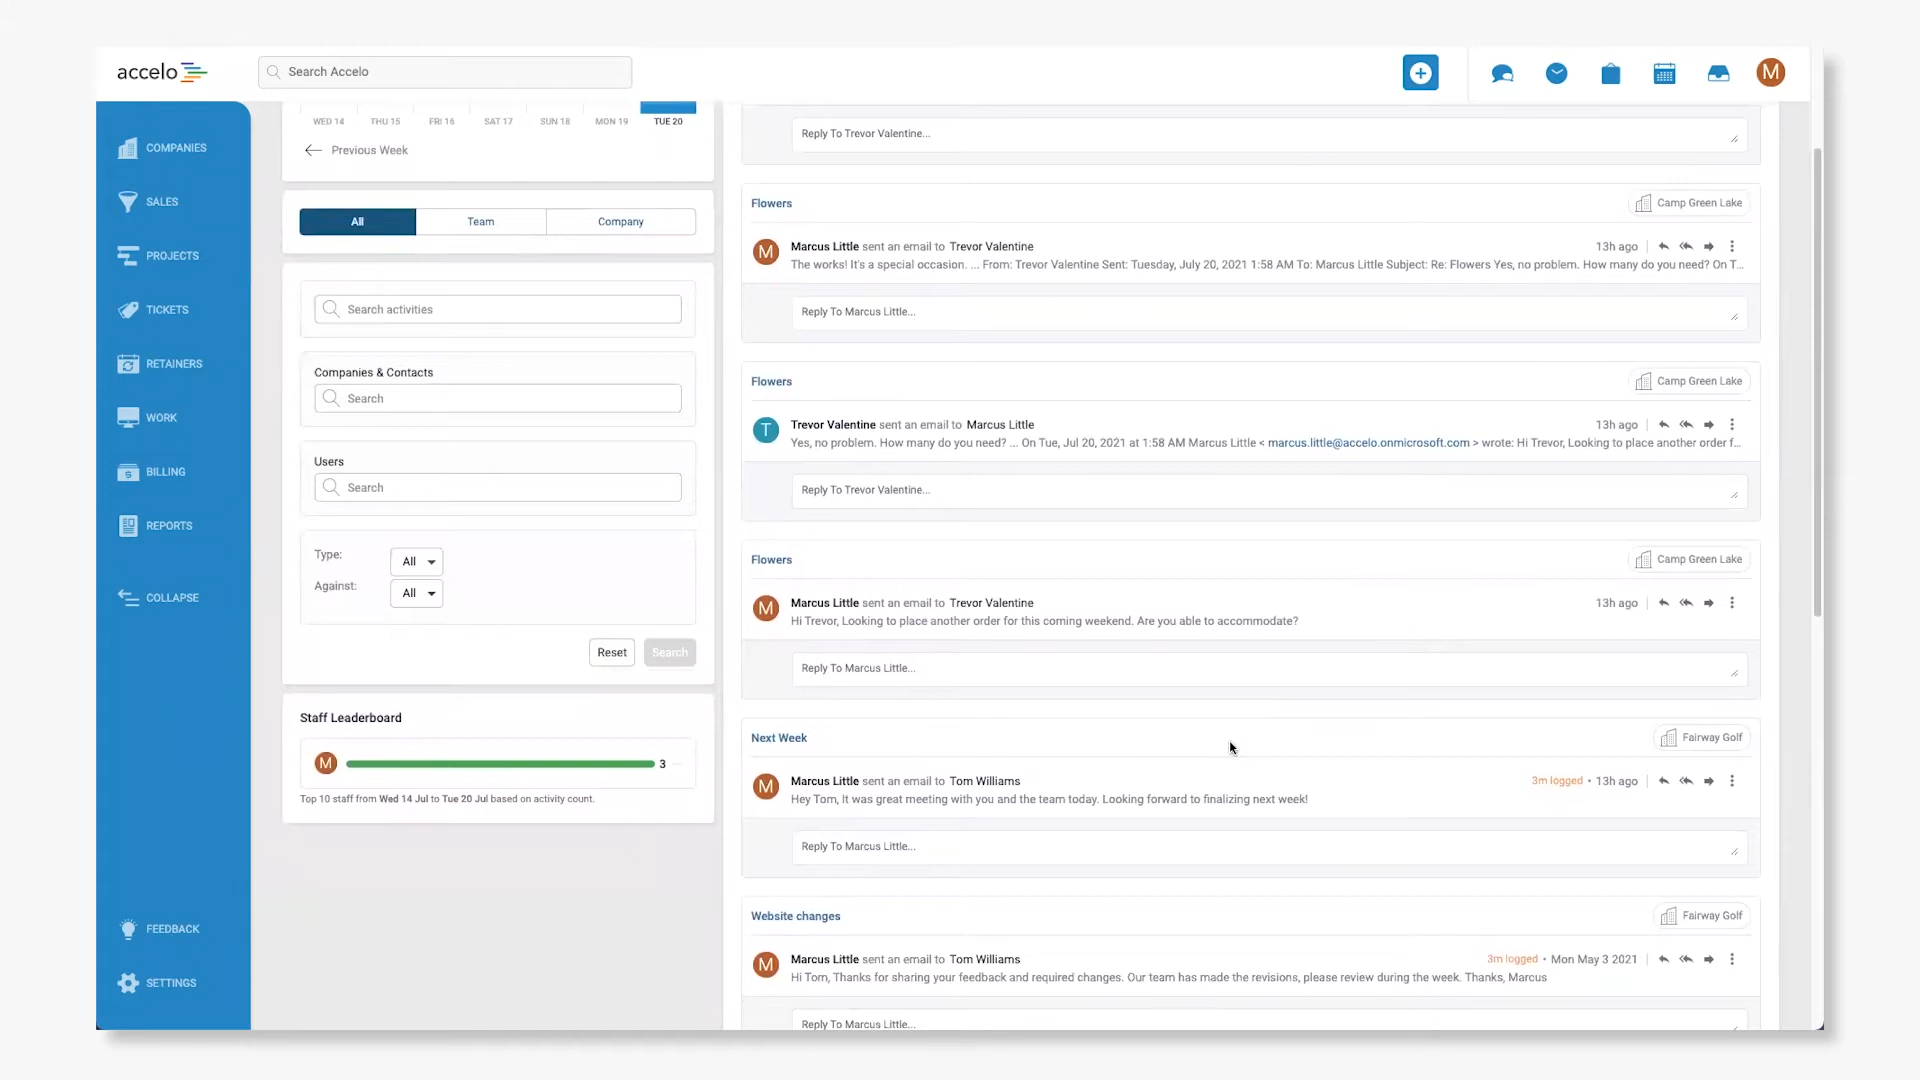 accelo
Search Accelo
M
COMPANIES
SALES
PROJECTS
TICKETS
RETAINERS
WORK
BILLING
REPORTS
COLLAPSE
FEEDBACK
SETTINGS
WED 14 THU 15 FRI 16 SAT 17 SUN 18 MON 19 TUE 20
Previous Week
All Team Company
Search activities
Companies & Contacts
Search
Users
Search
Type: All
Against: All
Reset Search
Staff Leaderboard
M 3
Top 10 staff from Wed 14 Jul to Tue 20 Jul based on activity count.
Reply To Trevor Valentine...
Flowers Camp Green Lake
M Marcus Little sent an email to Trevor Valentine 13h ago
The works! It's a special occasion. ... From: Trevor Valentine Sent: Tuesday, July 20, 2021 1:58 AM To: Marcus Little Subject: Re: Flowers Yes, no problem. How many do you need? On T...
Reply To Marcus Little...
Flowers Camp Green Lake
T Trevor Valentine sent an email to Marcus Little 13h ago
Yes, no problem. How many do you need? ... On Tue, Jul 20, 2021 at 1:58 AM Marcus Little < marcus.little@accelo.onmicrosoft.com > wrote: Hi Trevor, Looking to place another order f...
Reply To Trevor Valentine...
Flowers Camp Green Lake
M Marcus Little sent an email to Trevor Valentine 13h ago
Hi Trevor, Looking to place another order for this coming weekend. Are you able to accommodate?
Reply To Marcus Little...
Next Week Fairway Golf
M Marcus Little sent an email to Tom Williams 3m logged • 13h ago
Hey Tom, It was great meeting with you and the team today. Looking forward to finalizing next week!
Reply To Marcus Little...
Website changes Fairway Golf
M Marcus Little sent an email to Tom Williams 3m logged • Mon May 3 2021
Hi Tom, Thanks for sharing your feedback and required changes. Our team has made the revisions, please review during the week. Thanks, Marcus
Reply To Marcus Little...